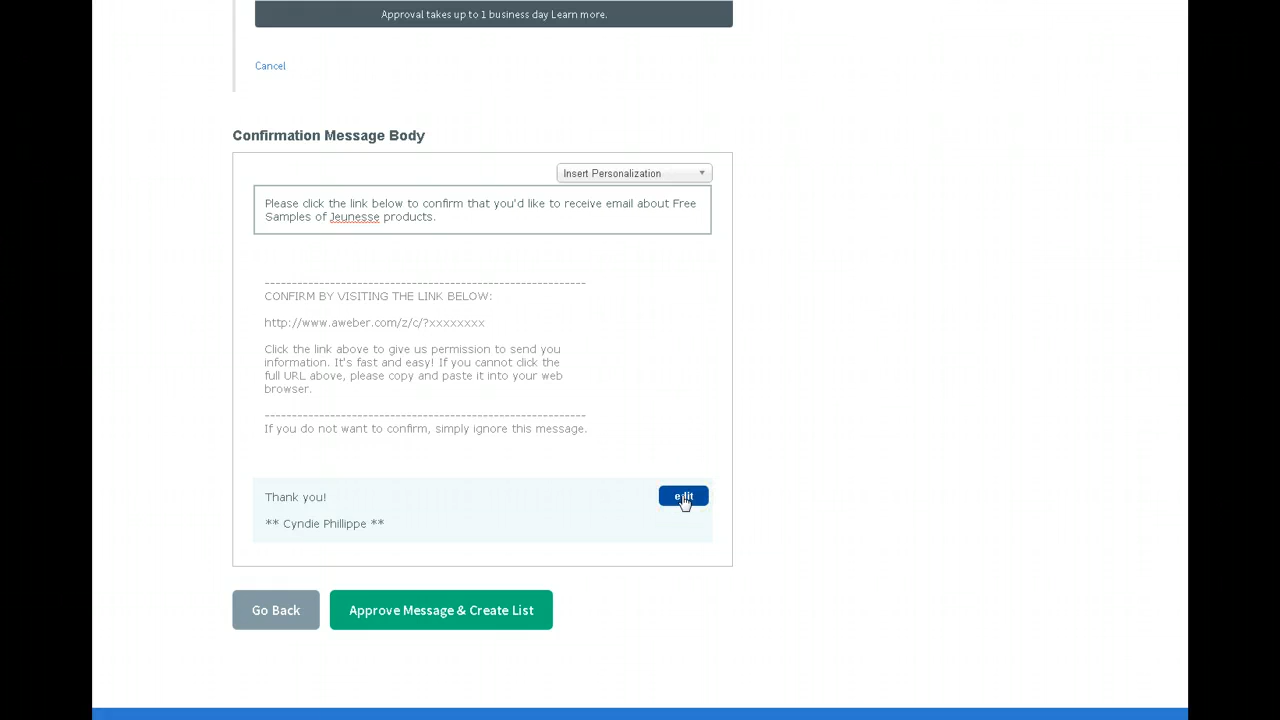 Approval takes up to 1 business day Learn more.
Cancel
Confirmation Message Body
Insert Personalization
Please click the link below to confirm that you'd like to receive email about Free
Samples of Jeunesse products.
-------------------------------------------------------------
CONFIRM BY VISITING THE LINK BELOW:
http://www.aweber.com/z/c/?xxxxxxxx
Click the link above to give us permission to send you
information. It's fast and easy! If you cannot click the
full URL above, please copy and paste it into your web
browser.
-------------------------------------------------------------
If you do not want to confirm, simply ignore this message.
Thank you!
edit
** Cyndie Phillippe **
Go Back
Approve Message & Create List